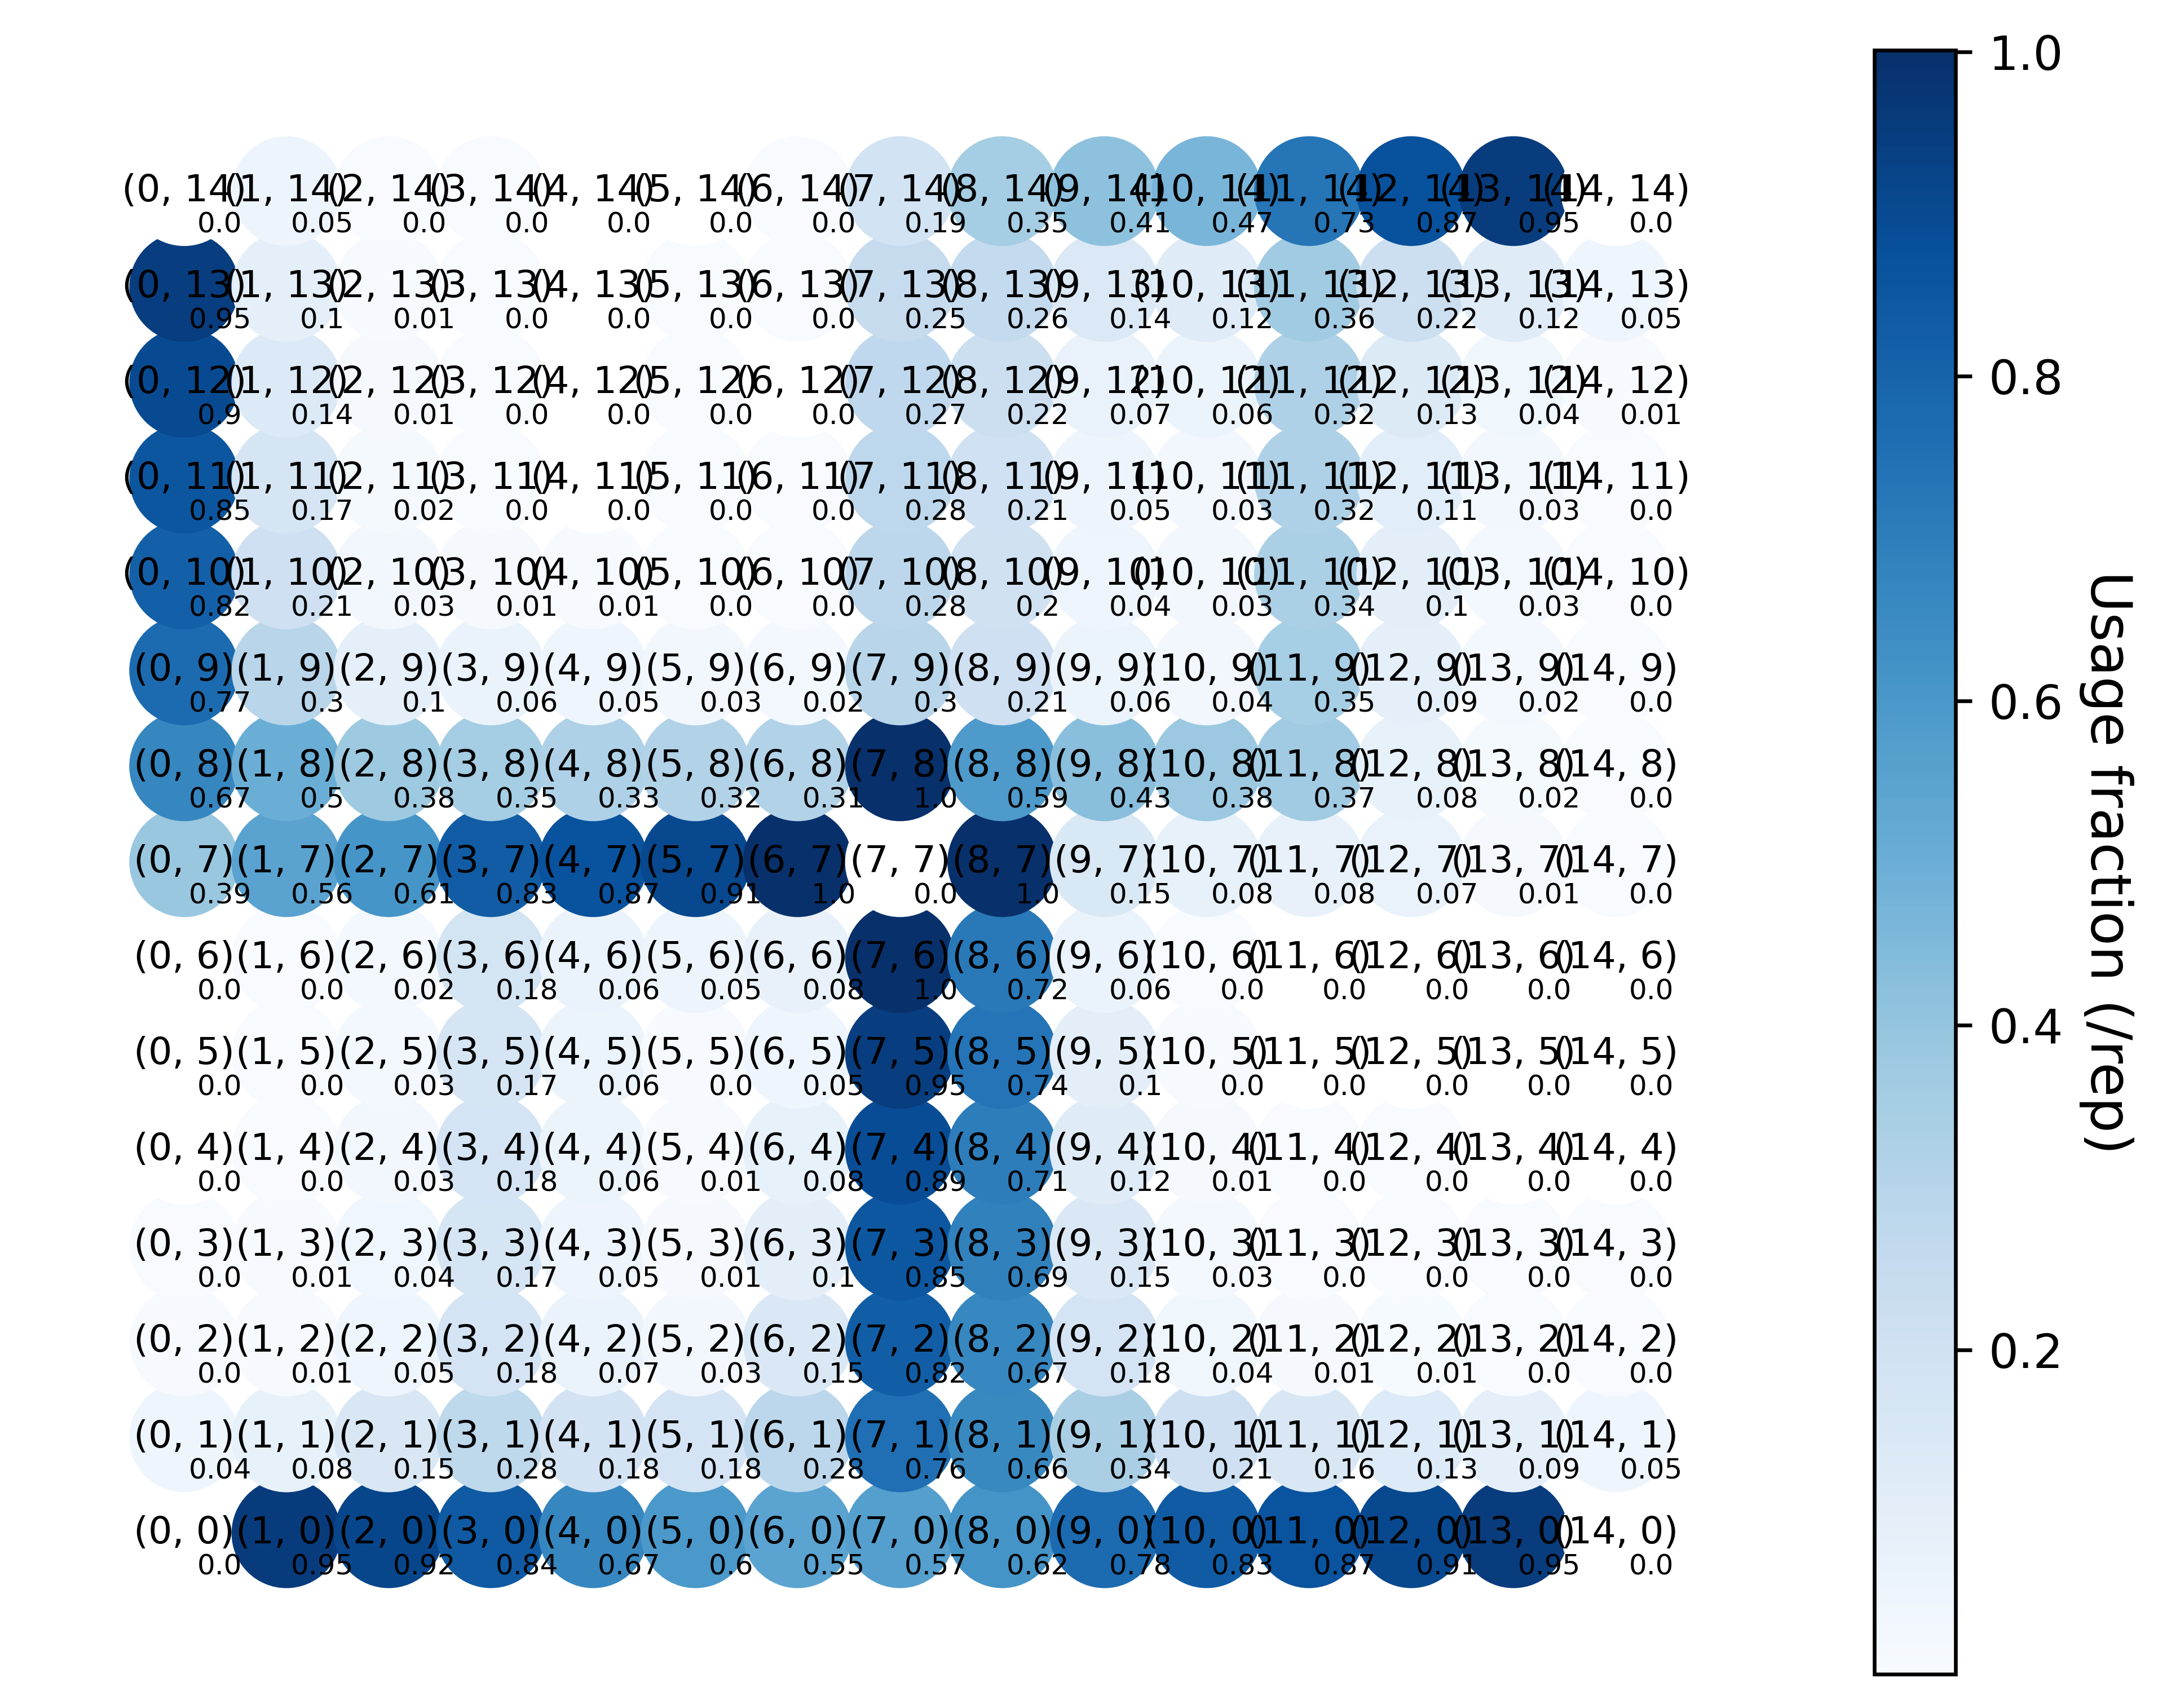 (0, 14) (1, 14) (2, 14) (3, 14) (4, 14) (5, 14) (6, 14) (7, 14) (8, 14) (9, 14) (10, 14) (11, 14) (12, 14) (13, 14) (14, 14)
0.0 0.05 0.0 0.0 0.0 0.0 0.0 0.19 0.35 0.41 0.47 0.73 0.87 0.95 0.0
(0, 13) (1, 13) (2, 13) (3, 13) (4, 13) (5, 13) (6, 13) (7, 13) (8, 13) (9, 13) (10, 13) (11, 13) (12, 13) (13, 13) (14, 13)
0.95 0.1 0.01 0.0 0.0 0.0 0.0 0.25 0.26 0.14 0.12 0.36 0.22 0.12 0.05
(0, 12) (1, 12) (2, 12) (3, 12) (4, 12) (5, 12) (6, 12) (7, 12) (8, 12) (9, 12) (10, 12) (11, 12) (12, 12) (13, 12) (14, 12)
0.9 0.14 0.01 0.0 0.0 0.0 0.0 0.27 0.22 0.07 0.06 0.32 0.13 0.04 0.01
(0, 11) (1, 11) (2, 11) (3, 11) (4, 11) (5, 11) (6, 11) (7, 11) (8, 11) (9, 11) (10, 11) (11, 11) (12, 11) (13, 11) (14, 11)
0.85 0.17 0.02 0.0 0.0 0.0 0.0 0.28 0.21 0.05 0.03 0.32 0.11 0.03 0.0
(0, 10) (1, 10) (2, 10) (3, 10) (4, 10) (5, 10) (6, 10) (7, 10) (8, 10) (9, 10) (10, 10) (11, 10) (12, 10) (13, 10) (14, 10)
0.82 0.21 0.03 0.01 0.01 0.0 0.0 0.28 0.2 0.04 0.03 0.34 0.1 0.03 0.0
(0, 9) (1, 9) (2, 9) (3, 9) (4, 9) (5, 9) (6, 9) (7, 9) (8, 9) (9, 9) (10, 9) (11, 9) (12, 9) (13, 9) (14, 9)
0.77 0.3 0.1 0.06 0.05 0.03 0.02 0.3 0.21 0.06 0.04 0.35 0.09 0.02 0.0
(0, 8) (1, 8) (2, 8) (3, 8) (4, 8) (5, 8) (6, 8) (7, 8) (8, 8) (9, 8) (10, 8) (11, 8) (12, 8) (13, 8) (14, 8)
0.67 0.5 0.38 0.35 0.33 0.32 0.31 1.0 0.59 0.43 0.38 0.37 0.08 0.02 0.0
(0, 7) (1, 7) (2, 7) (3, 7) (4, 7) (5, 7) (6, 7) (7, 7) (8, 7) (9, 7) (10, 7) (11, 7) (12, 7) (13, 7) (14, 7)
0.39 0.56 0.61 0.83 0.87 0.91 1.0 0.0 1.0 0.15 0.08 0.08 0.07 0.01 0.0
(0, 6) (1, 6) (2, 6) (3, 6) (4, 6) (5, 6) (6, 6) (7, 6) (8, 6) (9, 6) (10, 6) (11, 6) (12, 6) (13, 6) (14, 6)
0.0 0.0 0.02 0.18 0.06 0.05 0.08 1.0 0.72 0.06 0.0 0.0 0.0 0.0 0.0
(0, 5) (1, 5) (2, 5) (3, 5) (4, 5) (5, 5) (6, 5) (7, 5) (8, 5) (9, 5) (10, 5) (11, 5) (12, 5) (13, 5) (14, 5)
0.0 0.0 0.03 0.17 0.06 0.0 0.05 0.95 0.74 0.1 0.0 0.0 0.0 0.0 0.0
(0, 4) (1, 4) (2, 4) (3, 4) (4, 4) (5, 4) (6, 4) (7, 4) (8, 4) (9, 4) (10, 4) (11, 4) (12, 4) (13, 4) (14, 4)
0.0 0.0 0.03 0.18 0.06 0.01 0.08 0.89 0.71 0.12 0.01 0.0 0.0 0.0 0.0
(0, 3) (1, 3) (2, 3) (3, 3) (4, 3) (5, 3) (6, 3) (7, 3) (8, 3) (9, 3) (10, 3) (11, 3) (12, 3) (13, 3) (14, 3)
0.0 0.01 0.04 0.17 0.05 0.01 0.1 0.85 0.69 0.15 0.03 0.0 0.0 0.0 0.0
(0, 2) (1, 2) (2, 2) (3, 2) (4, 2) (5, 2) (6, 2) (7, 2) (8, 2) (9, 2) (10, 2) (11, 2) (12, 2) (13, 2) (14, 2)
0.0 0.01 0.05 0.18 0.07 0.03 0.15 0.82 0.67 0.18 0.04 0.01 0.01 0.0 0.0
(0, 1) (1, 1) (2, 1) (3, 1) (4, 1) (5, 1) (6, 1) (7, 1) (8, 1) (9, 1) (10, 1) (11, 1) (12, 1) (13, 1) (14, 1)
0.04 0.08 0.15 0.28 0.18 0.18 0.28 0.76 0.66 0.34 0.21 0.16 0.13 0.09 0.05
(0, 0) (1, 0) (2, 0) (3, 0) (4, 0) (5, 0) (6, 0) (7, 0) (8, 0) (9, 0) (10, 0) (11, 0) (12, 0) (13, 0) (14, 0)
0.0 0.95 0.92 0.84 0.67 0.6 0.55 0.57 0.62 0.78 0.83 0.87 0.91 0.95 0.0
1.0
0.8
0.6
0.4
0.2
Usage fraction (/rep)